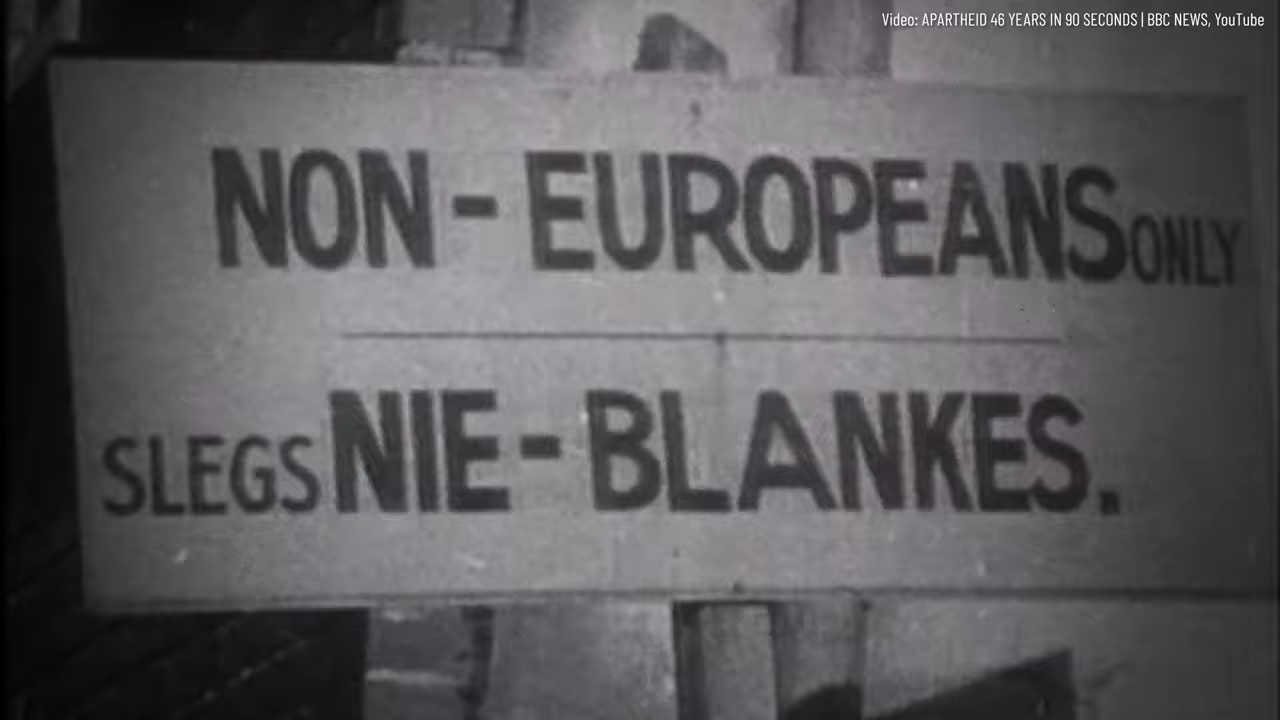 Video: APARTHEID 46 YEARS IN 90 SECONDS | BBC NEWS, YouTube
NON-EUROPEANS ONLY
SLEGS NIE-BLANKES.